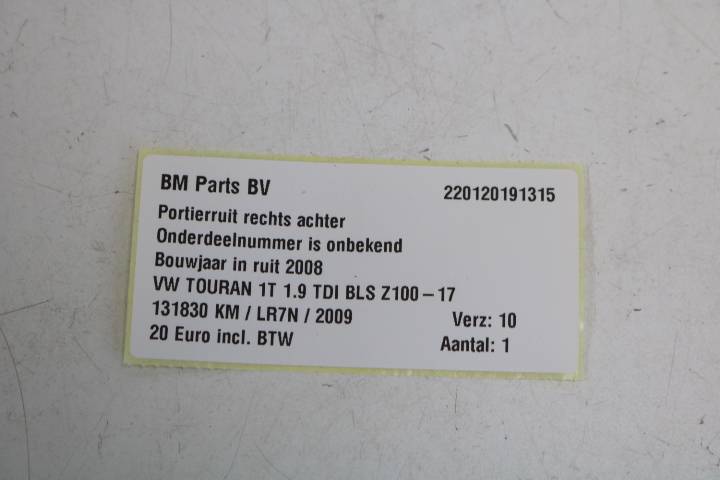 BM Parts BV 220120191315
Portierruit rechts achter
Onderdeelnummer is onbekend
Bouwjaar in ruit 2008
VW TOURAN 1T 1.9 TDI BLS Z100 – 17
131830 KM / LR7N / 2009 Verz: 10
20 Euro incl. BTW Aantal: 1